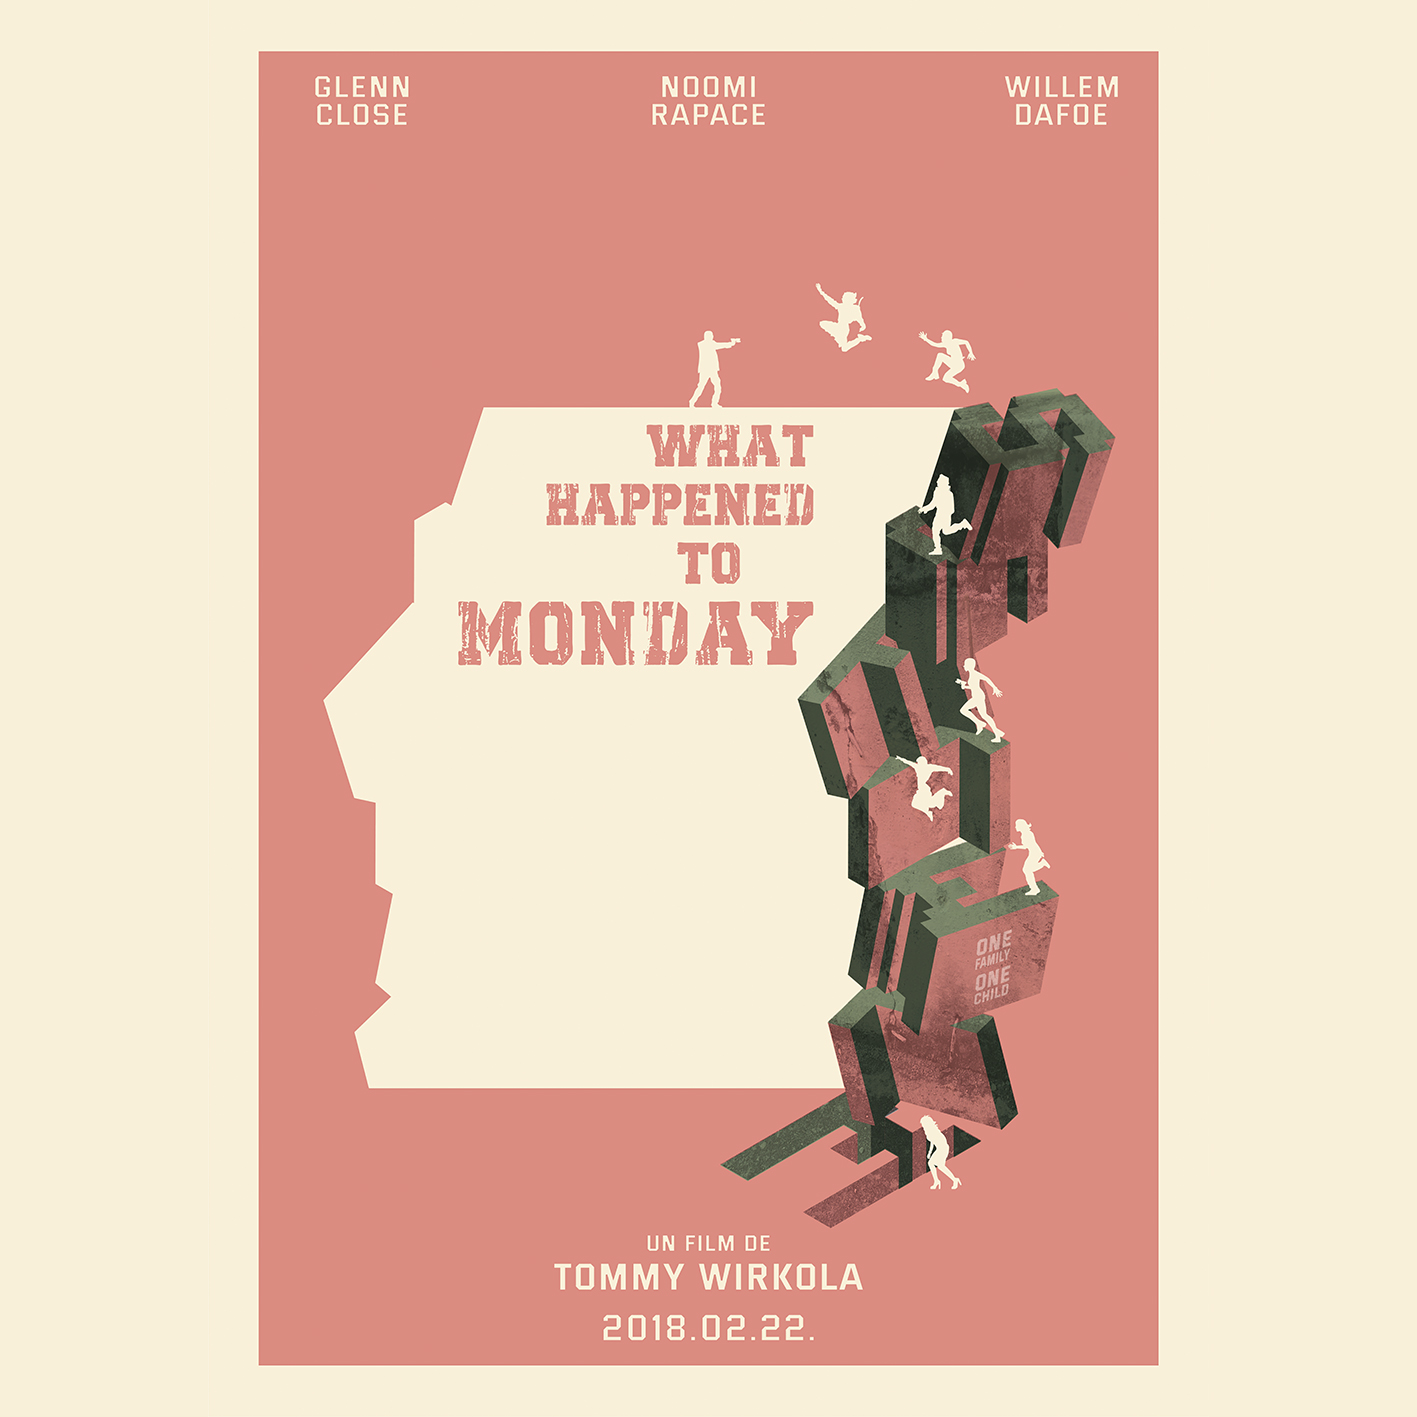 GLENN
CLOSE
NOOMI
RAPACE
WILLEM
DAFOE
WHAT
HAPPENED
TO
MONDAY
ONE
FAMILY
ONE
CHILD
UN FILM DE
TOMMY WIRKOLA
2018.02.22.